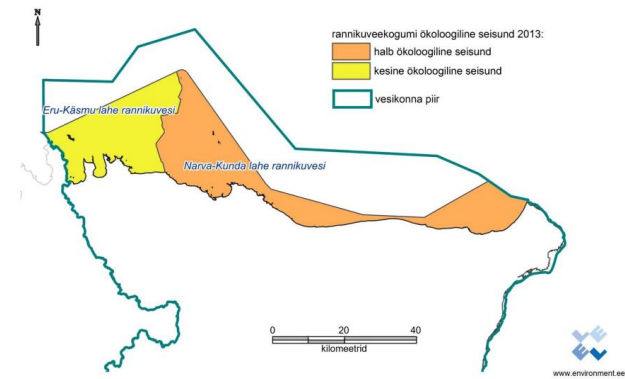 N
rannikuveekogumi ökoloogiline seisund 2013:
halb ökoloogiline seisund
kesine ökoloogiline seisund
vesikonna piir
Eru-Käsmu lahe rannikuvesi
Narva-Kunda lahe rannikuvesi
0 20 40
kilomeetrid
www.environment.ee